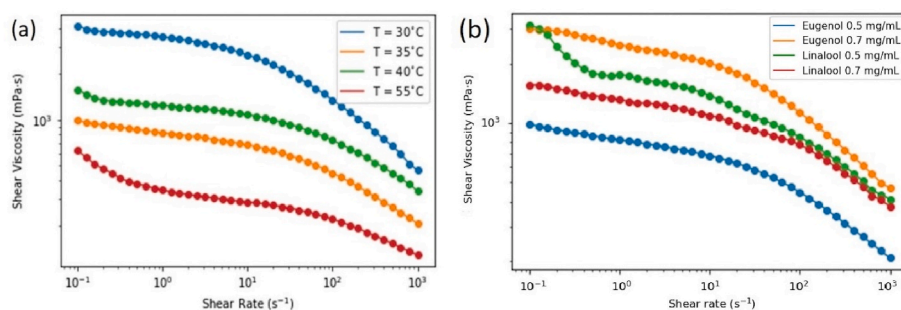 (a)
T = 30°C
T = 35°C
T = 40°C
T = 55°C
Shear Viscosity (mPa·s)
10³
10⁻¹ 10⁰ 10¹ 10² 10³
Shear Rate (s⁻¹)
(b)
Eugenol 0.5 mg/mL
Eugenol 0.7 mg/mL
Linalool 0.5 mg/mL
Linalool 0.7 mg/mL
Shear Viscosity (mPa·s)
10³
10⁻¹ 10⁰ 10¹ 10² 10³
Shear rate (s⁻¹)